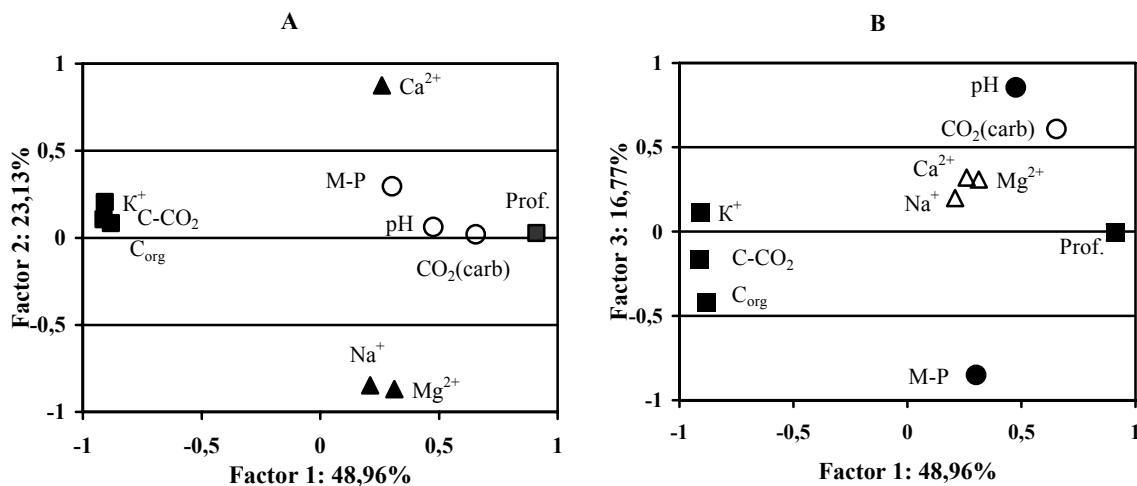 A
1
0,5
0
-0,5
-1
-1
-0,5
0
0,5
1
Factor 2: 23,13%
Factor 1: 48,96%
Ca2+
M-P
Prof.
K+
C-CO2
Corg
pH
CO2(carb)
Na+
Mg2+
B
1
0,5
0
-0,5
-1
-1
-0,5
0
0,5
1
Factor 3: 16,77%
Factor 1: 48,96%
pH
CO2(carb)
Ca2+
Mg2+
Na+
K+
Prof.
C-CO2
Corg
M-P